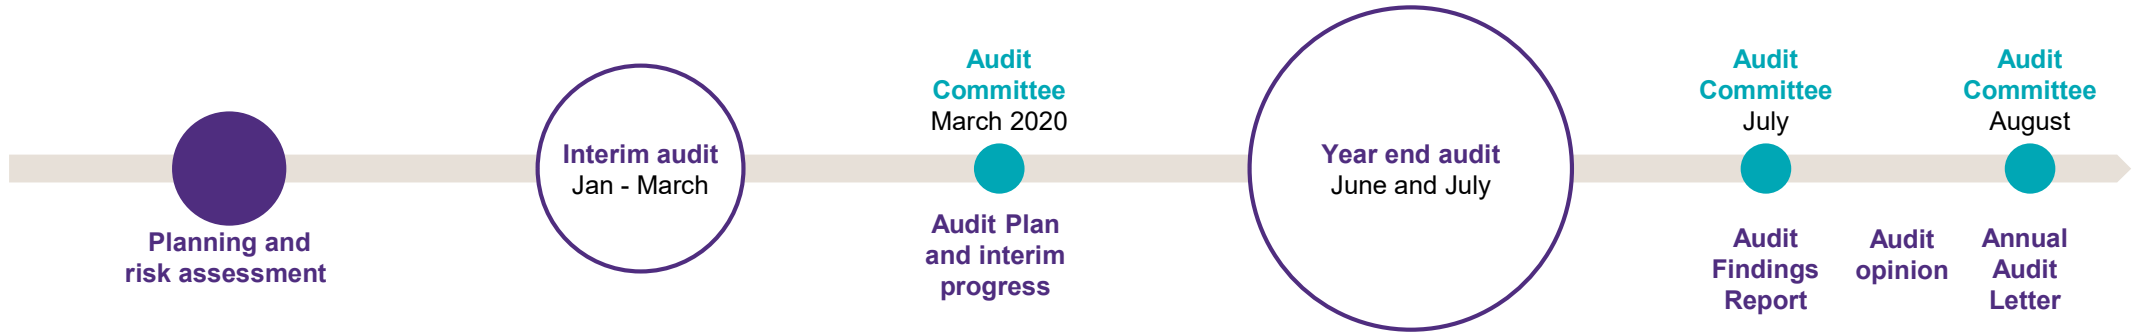 Planning and
risk assessment
Interim audit
Jan - March
Audit
Committee
March 2020
Audit Plan
and interim
progress
Year end audit
June and July
Audit
Committee
July
Audit
Findings
Report
Audit
opinion
Audit
Committee
August
Annual
Audit
Letter